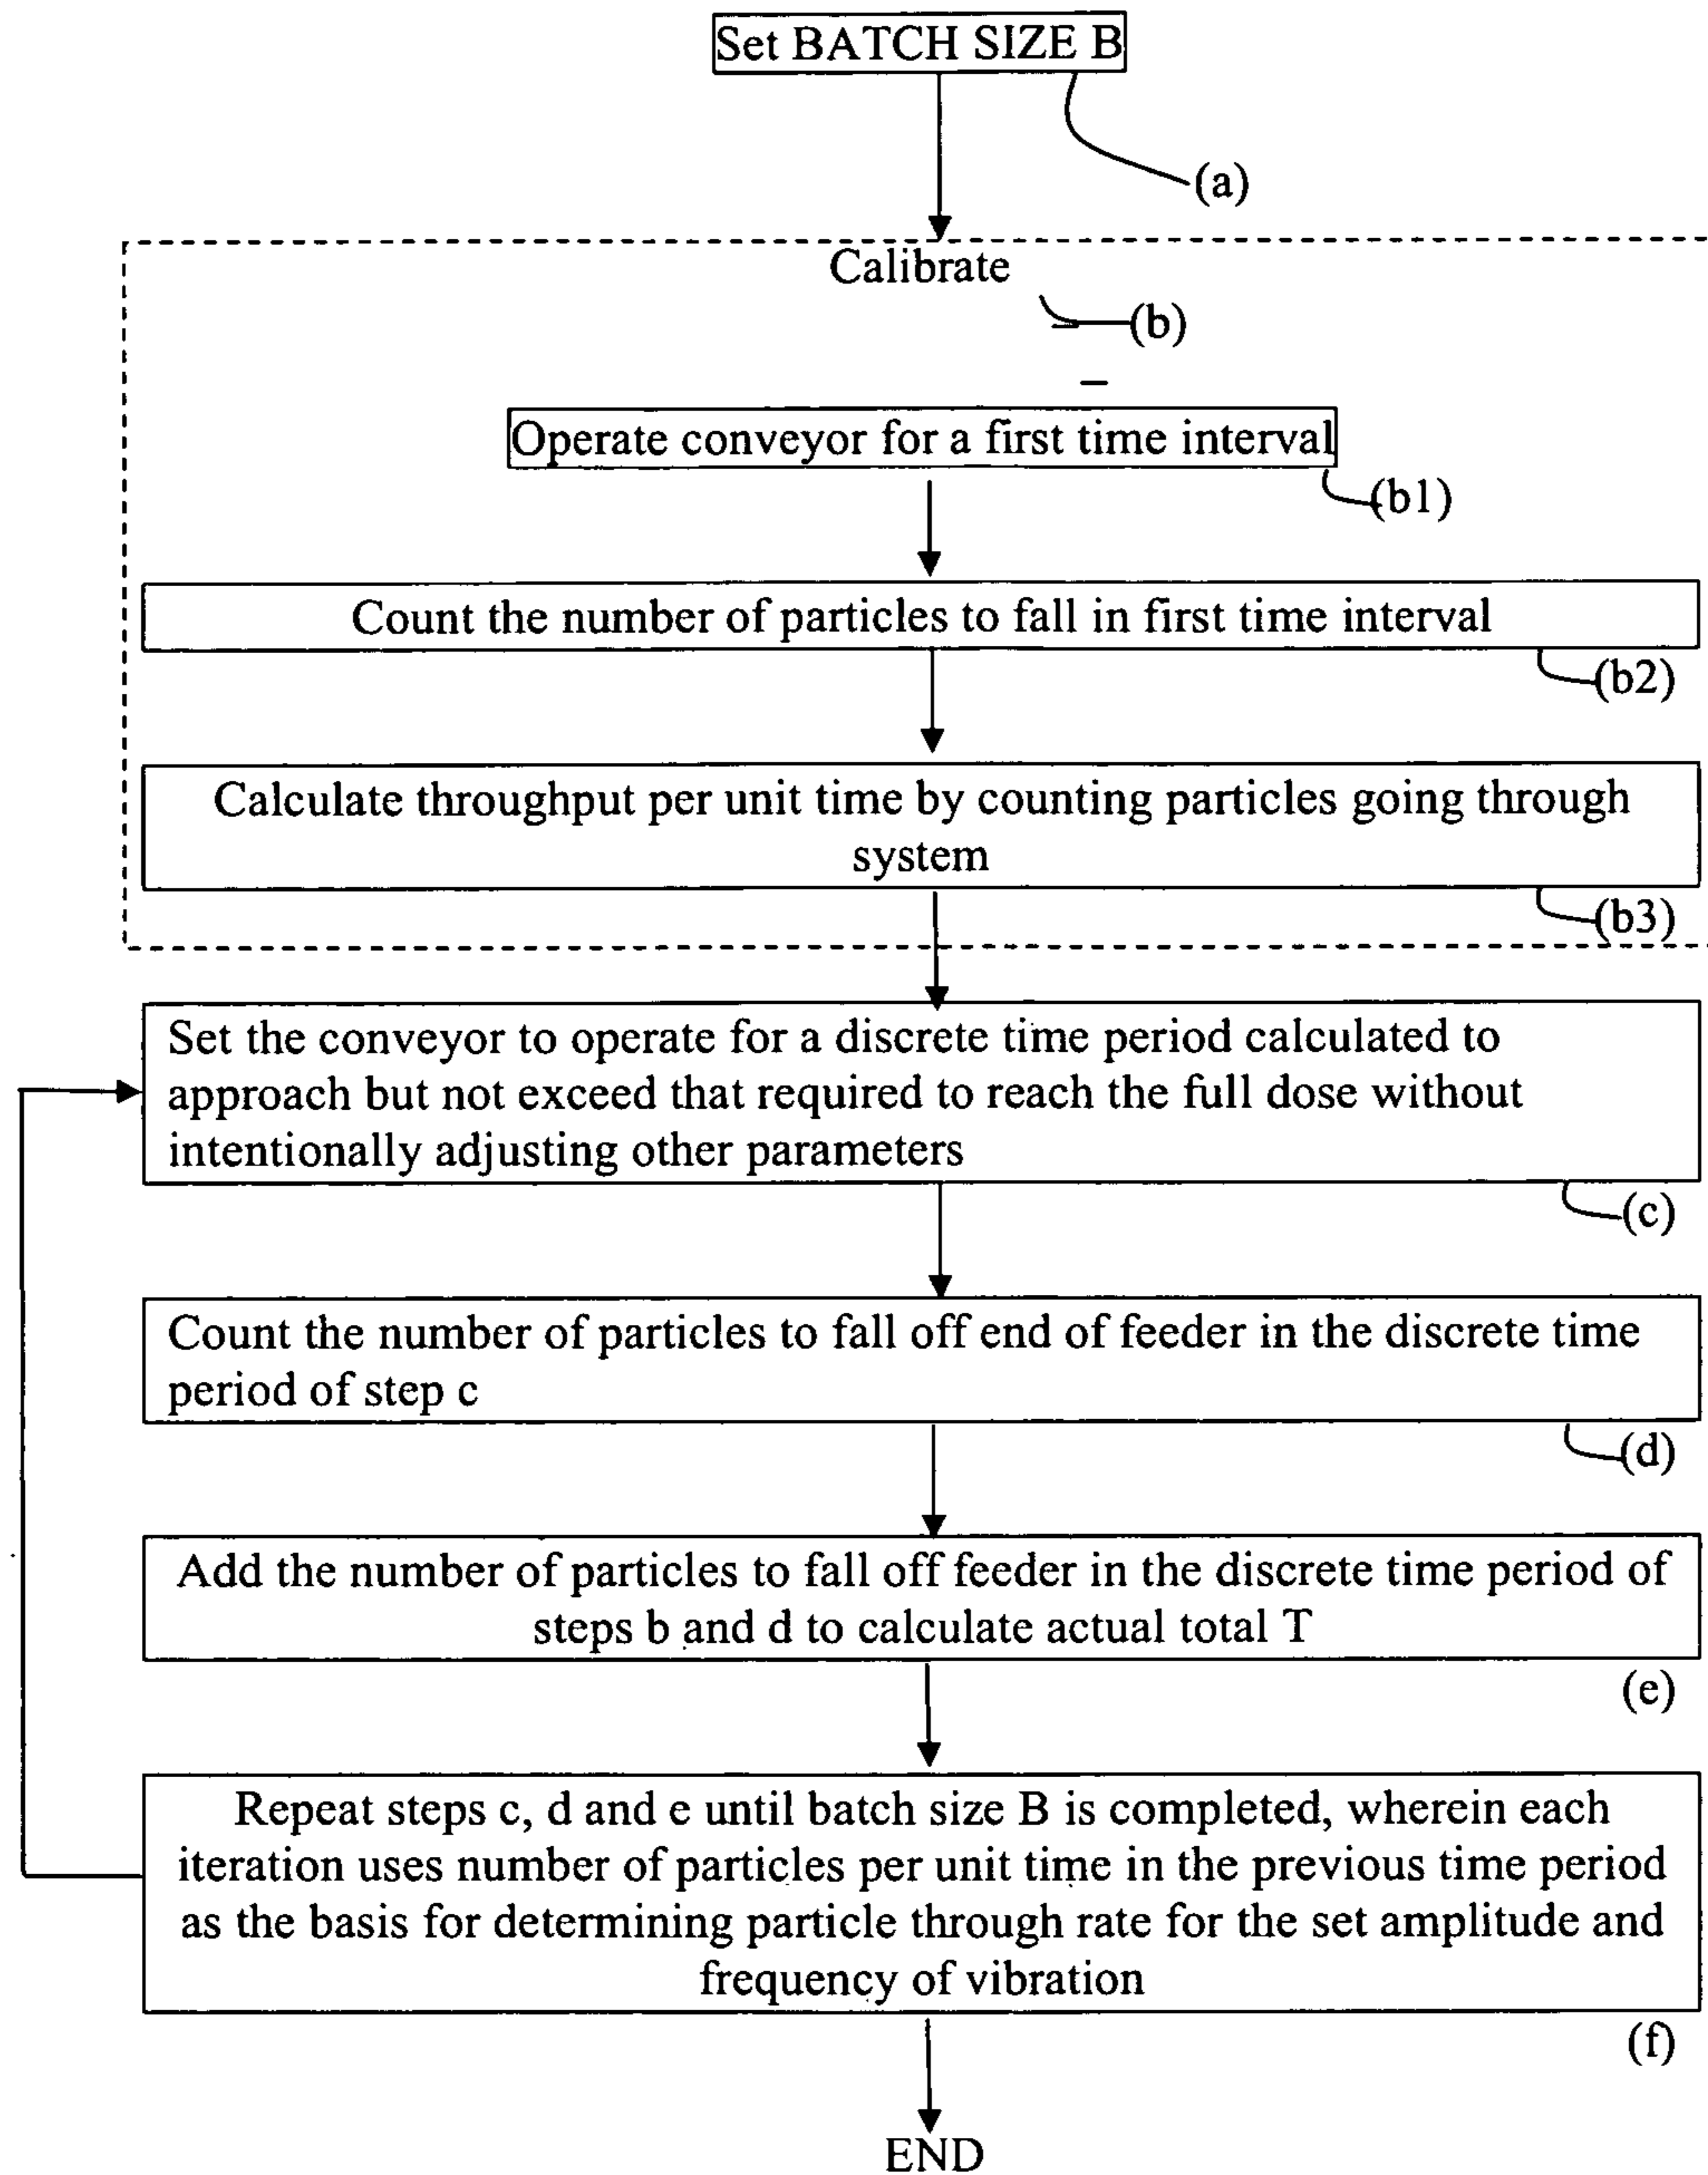 Set BATCH SIZE B
(a)
Calibrate
(b)
Operate conveyor for a first time interval
(b1)
Count the number of particles to fall in first time interval
(b2)
Calculate throughput per unit time by counting particles going through
system
(b3)
Set the conveyor to operate for a discrete time period calculated to
approach but not exceed that required to reach the full dose without
intentionally adjusting other parameters
(c)
Count the number of particles to fall off end of feeder in the discrete time
period of step c
(d)
Add the number of particles to fall off feeder in the discrete time period of
steps b and d to calculate actual total T
(e)
Repeat steps c, d and e until batch size B is completed, wherein each
iteration uses number of particles per unit time in the previous time period
as the basis for determining particle through rate for the set amplitude and
frequency of vibration
(f)
END